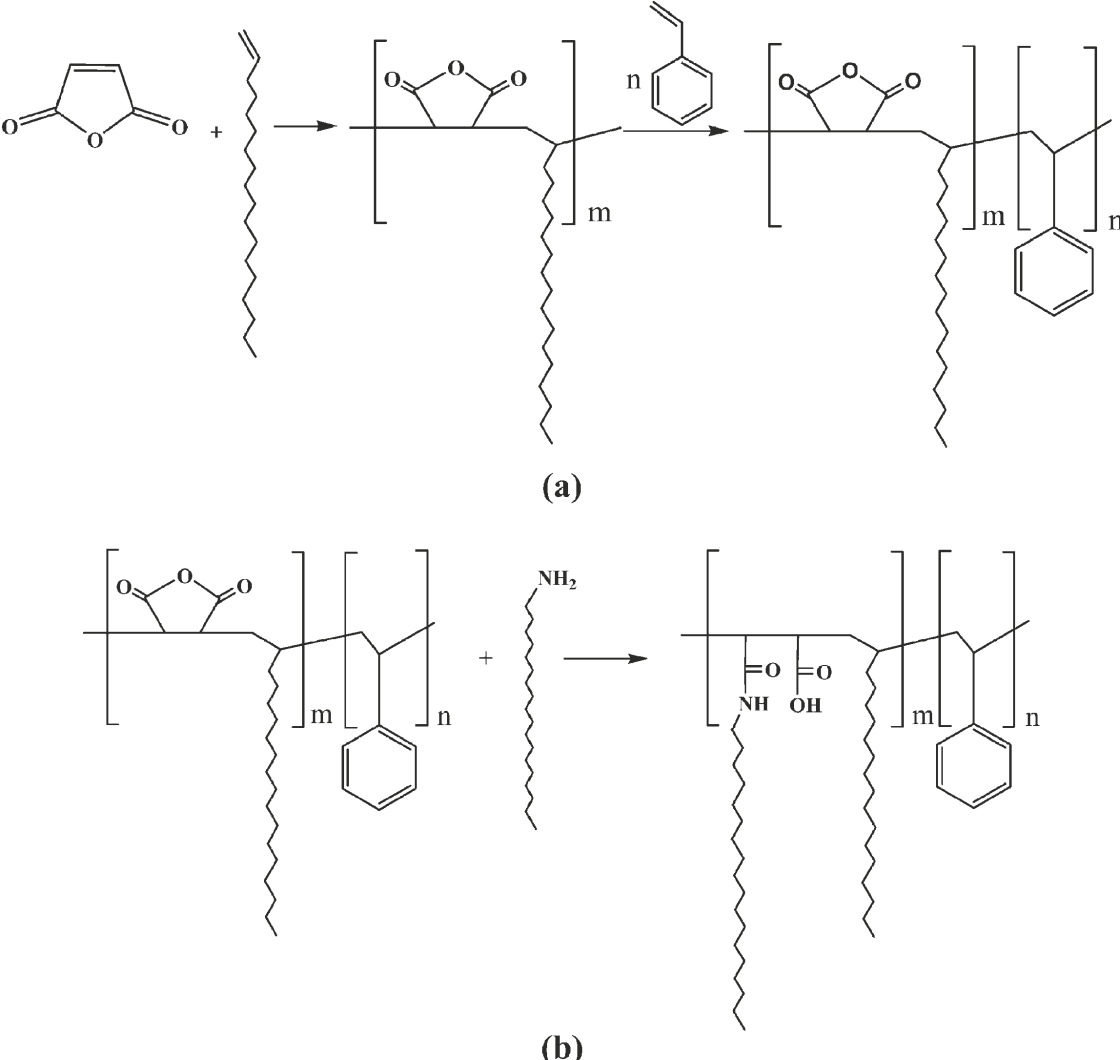 O O O + O O O m n O O O m n
(a)
O O O m n + NH2 O NH O OH m n
(b)